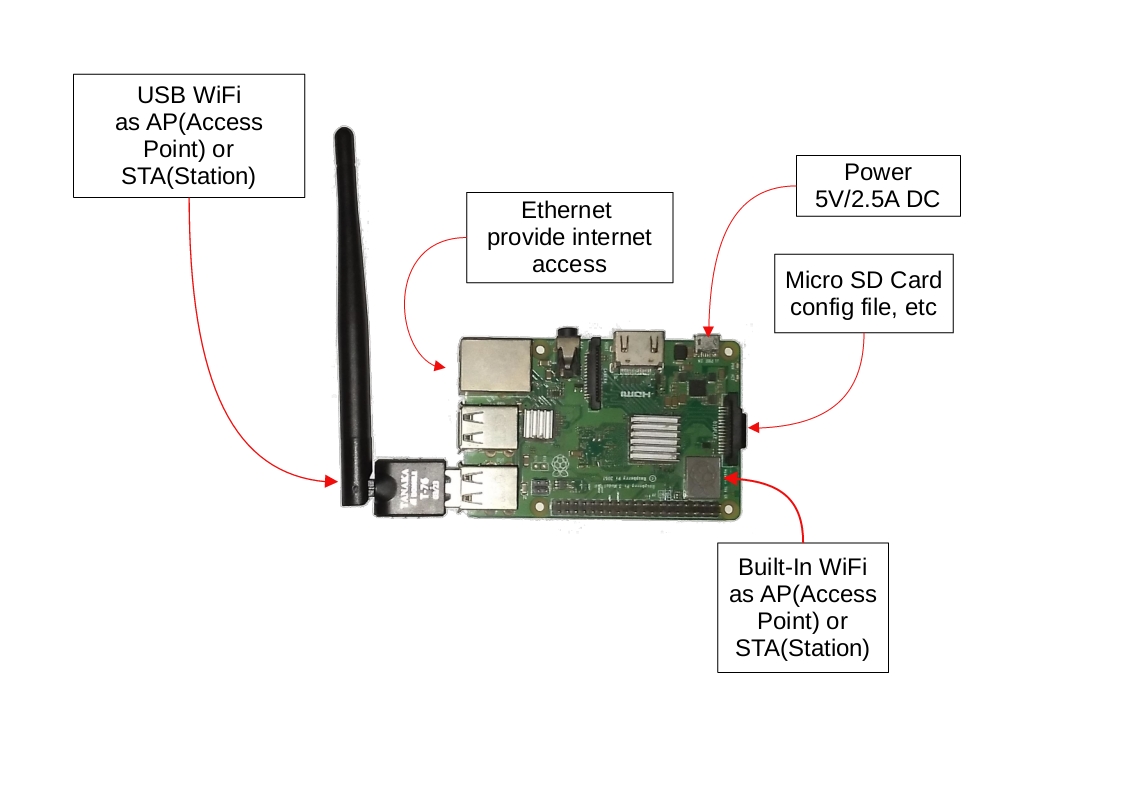 USB WiFi
as AP(Access
Point) or
STA(Station)
Ethernet
provide internet
access
Power
5V/2.5A DC
Micro SD Card
config file, etc
HDMI
TANAKA
T-76
Built-In WiFi
as AP(Access
Point) or
STA(Station)